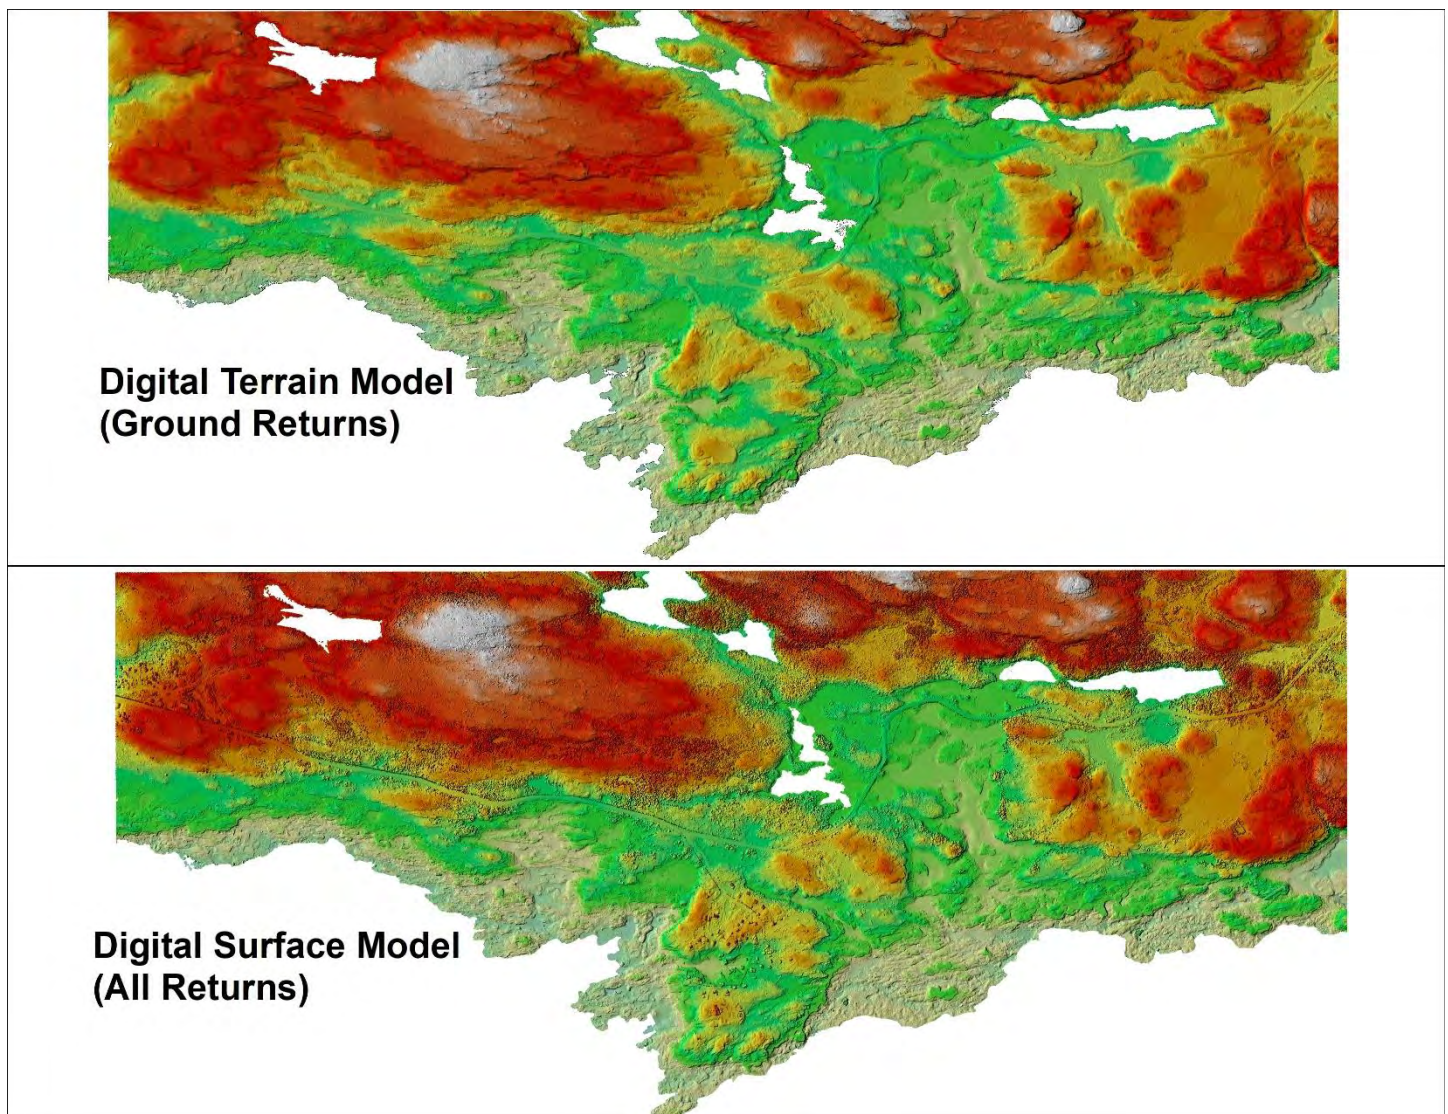 Digital Terrain Model
(Ground Returns)
Digital Surface Model
(All Returns)